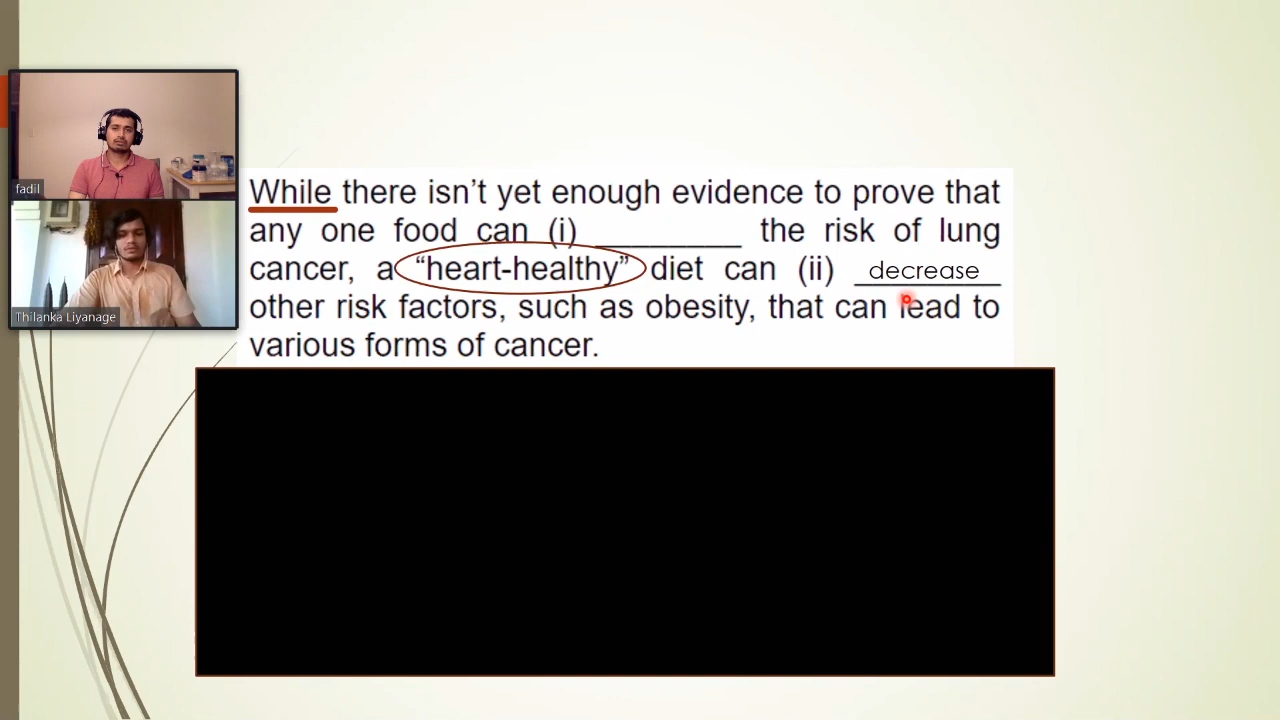 fadil
Thilanka Liyanage
While there isn’t yet enough evidence to prove that
any one food can (i) _________ the risk of lung
cancer, a “heart-healthy” diet can (ii) decrease
other risk factors, such as obesity, that can lead to
various forms of cancer.